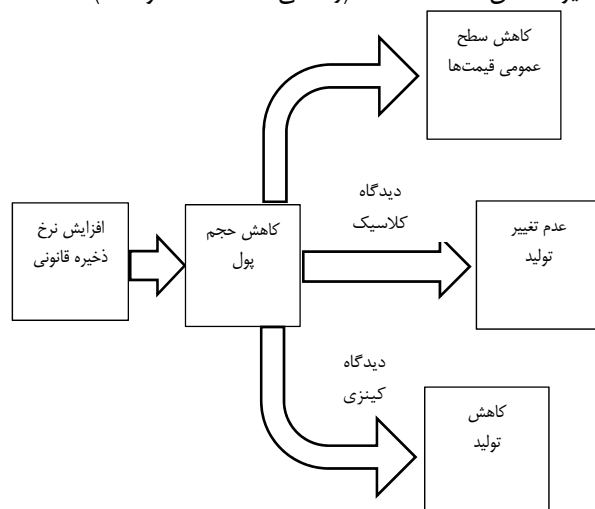 کاهش سطح
عمومی قیمت‌ها
دیدگاه
کلاسیک
افزایش نرخ
ذخیره قانونی
کاهش حجم
پول
عدم تغییر
تولید
دیدگاه
کینزی
کاهش
تولید